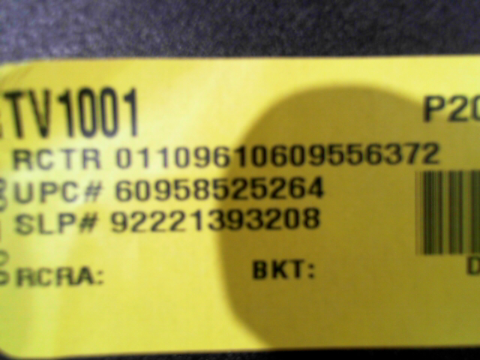 TV1001 P20
RCTR 01109610609556372
UPC# 60958525264
SLP# 92221393208
RCRA: BKT: D